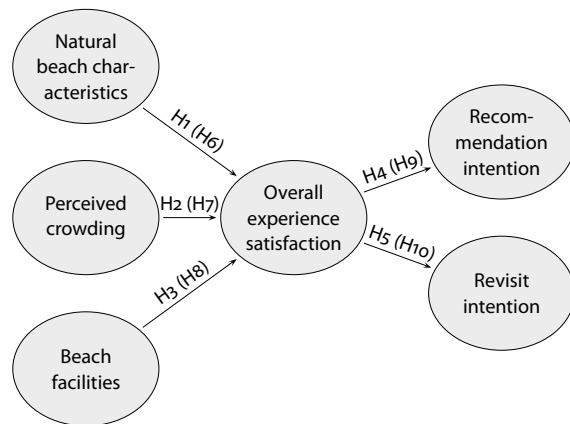 Natural
beach char-
acteristics
H1 (H6)
Perceived
crowding
H2 (H7)
Beach
facilities
H3 (H8)
Overall
experience
satisfaction
H4 (H9)
Recom-
mendation
intention
H5 (H10)
Revisit
intention